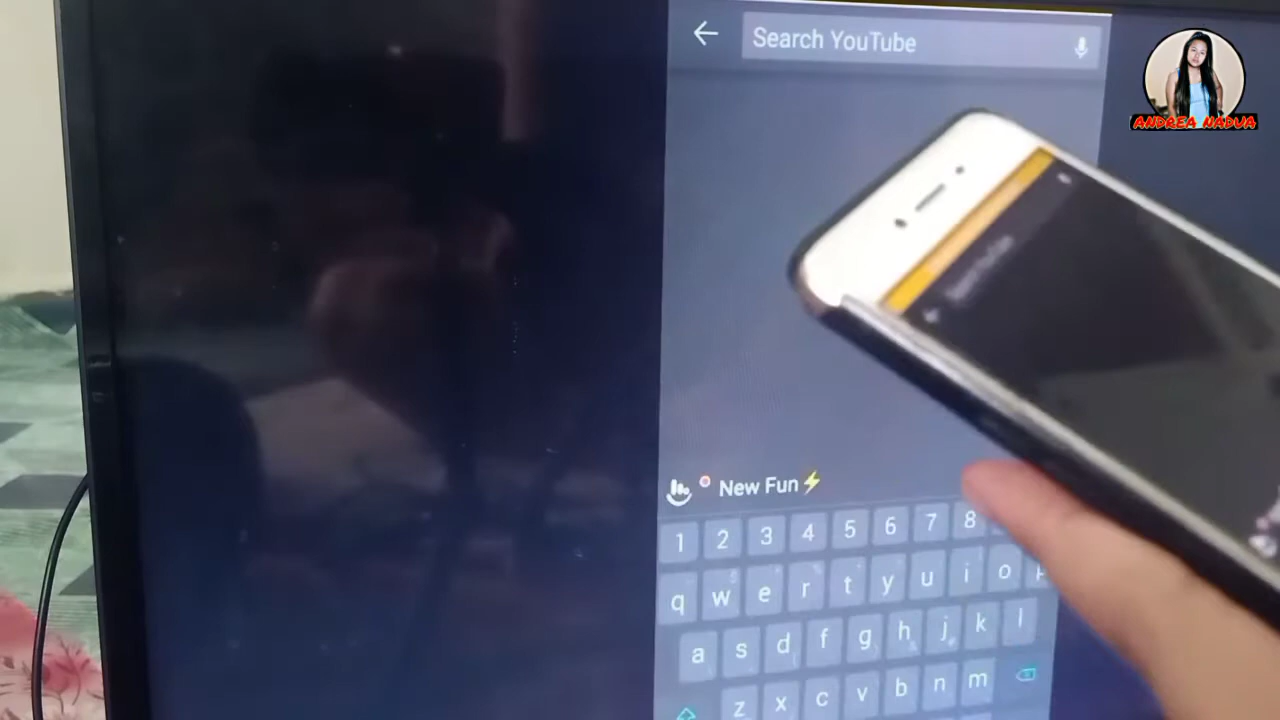 Search YouTube
ANDREA NADUA
New Fun⚡
1 2 3 4 5 6 7 8
q w e r t y u i o
a s d f g h j k l
z x c v b n m